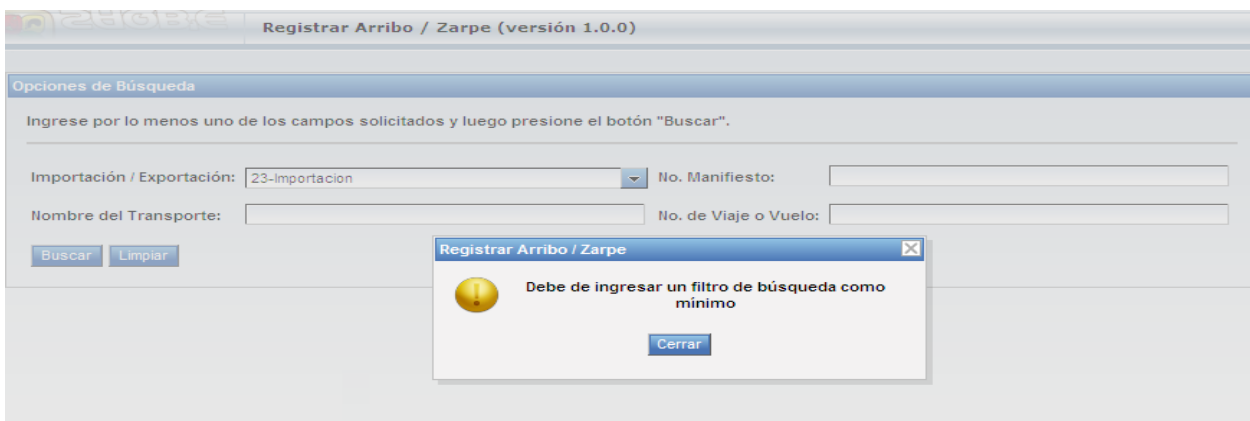 Registrar Arribo / Zarpe (versión 1.0.0)
Opciones de Búsqueda
Ingrese por lo menos uno de los campos solicitados y luego presione el botón "Buscar".
Importación / Exportación: 23-Importacion No. Manifiesto:
Nombre del Transporte: No. de Viaje o Vuelo:
Buscar Limpiar
Registrar Arribo / Zarpe
Debe de ingresar un filtro de búsqueda como
mínimo
Cerrar